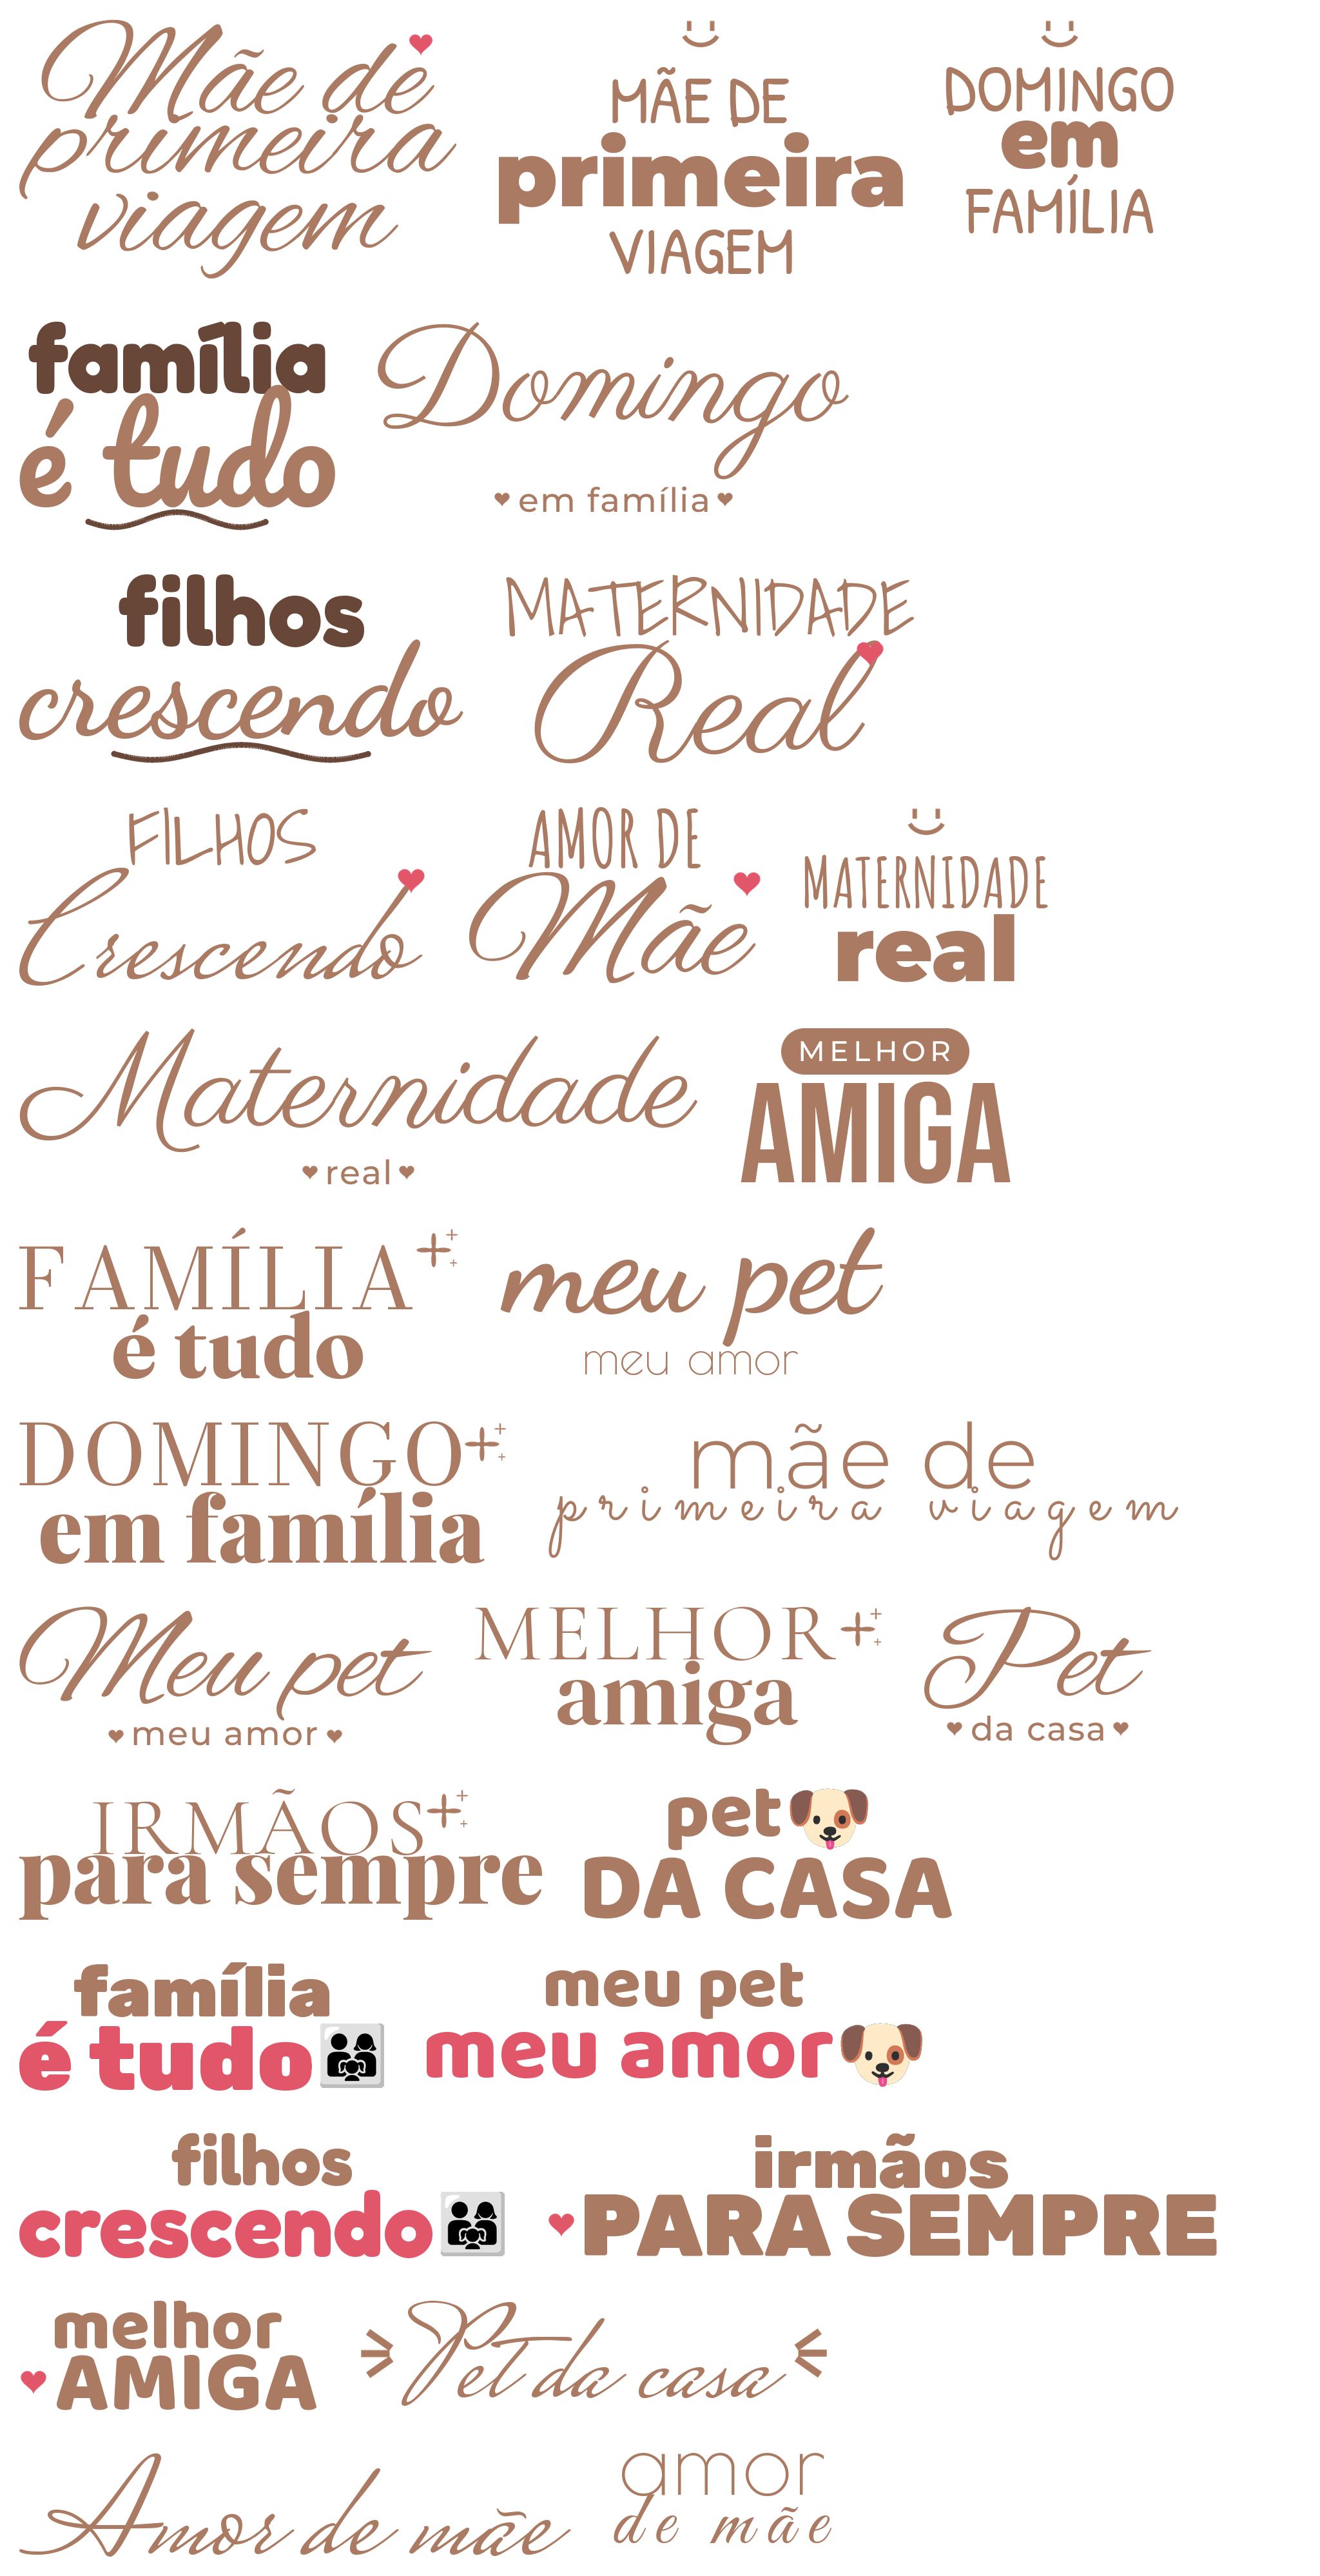 Mãe de
primeira
viagem
MÃE DE
primeira
VIAGEM
DOMINGO
em
FAMÍLIA
família
é tudo
Domingo
em família
filhos
crescendo
MATERNIDADE
Real
FILHOS
Crescendo
AMOR DE
Mãe
MATERNIDADE
real
Maternidade
real
MELHOR
AMIGA
FAMÍLIA
é tudo
meu pet
meu amor
DOMINGO
em família
mãe de
primeira viagem
Meu pet
meu amor
MELHOR
amiga
Pet
da casa
IRMÃOS
para sempre
pet
DA CASA
família
é tudo
meu pet
meu amor
filhos
crescendo
irmãos
PARA SEMPRE
melhor
AMIGA
Pet da casa
Amor de mãe
amor
de mãe